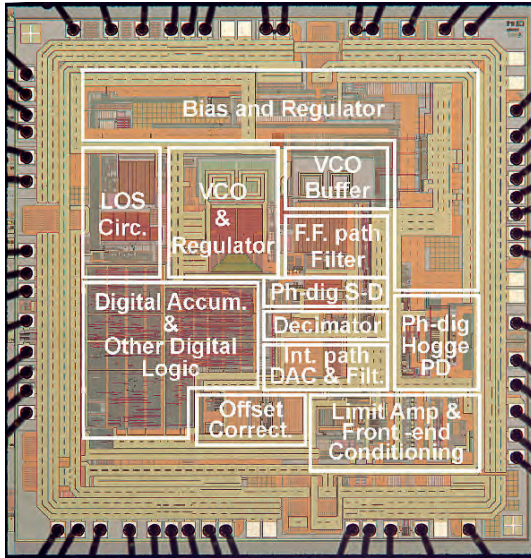 Bias and Regulator
LOS
Circ.
VCO
&
Regulator
VCO
Buffer
F.F. path
Filter
Digital Accum.
&
Other Digital
Logic
Ph-dig S-D
Decimator
Int. path
DAC & Filt.
Ph-dig
Hogge
PD
Offset
Correct.
Limit Amp &
Front -end
Conditioning